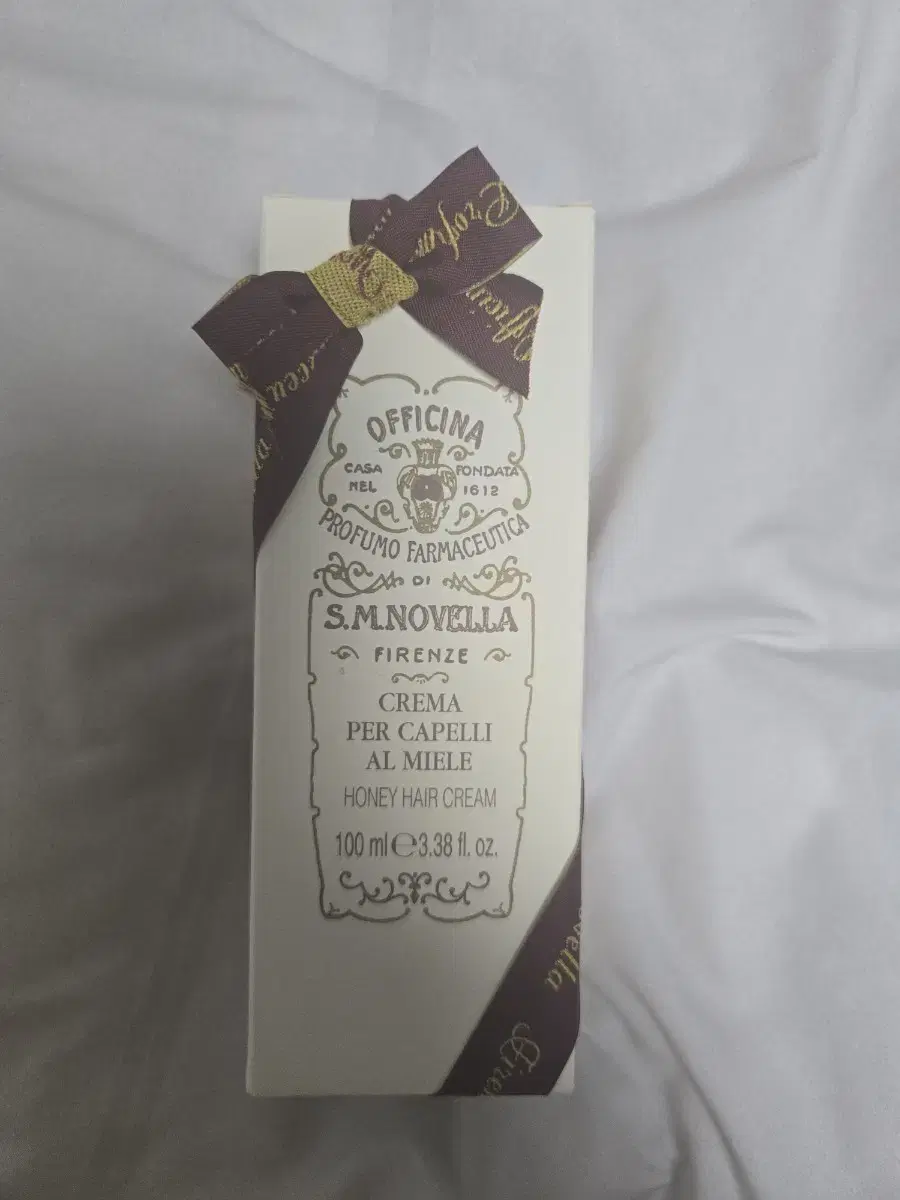 OFFICINA
CASA FONDATA
NEL 1612
PROFUMO FARMACEUTICA
DI
S.M.NOVELLA
FIRENZE
CREMA
PER CAPELLI
AL MIELE
HONEY HAIR CREAM
100 ml ℮ 3.38 fl. oz.